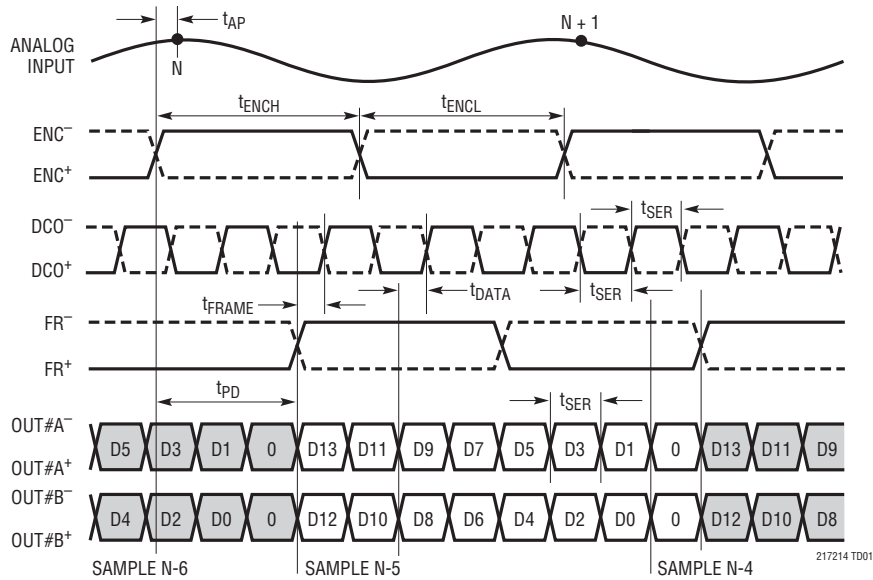 tAP
N + 1
ANALOG
INPUT
N
tENCH
tENCL
ENC–
ENC+
DCO–
tSER
DCO+
tFRAME
tDATA
tSER
FR–
FR+
tPD
tSER
OUT#A–
D5 D3 D1 0 D13 D11 D9 D7 D5 D3 D1 0 D13 D11 D9
OUT#A+
OUT#B–
D4 D2 D0 0 D12 D10 D8 D6 D4 D2 D0 0 D12 D10 D8
OUT#B+
217214 TD01
SAMPLE N-6 SAMPLE N-5 SAMPLE N-4